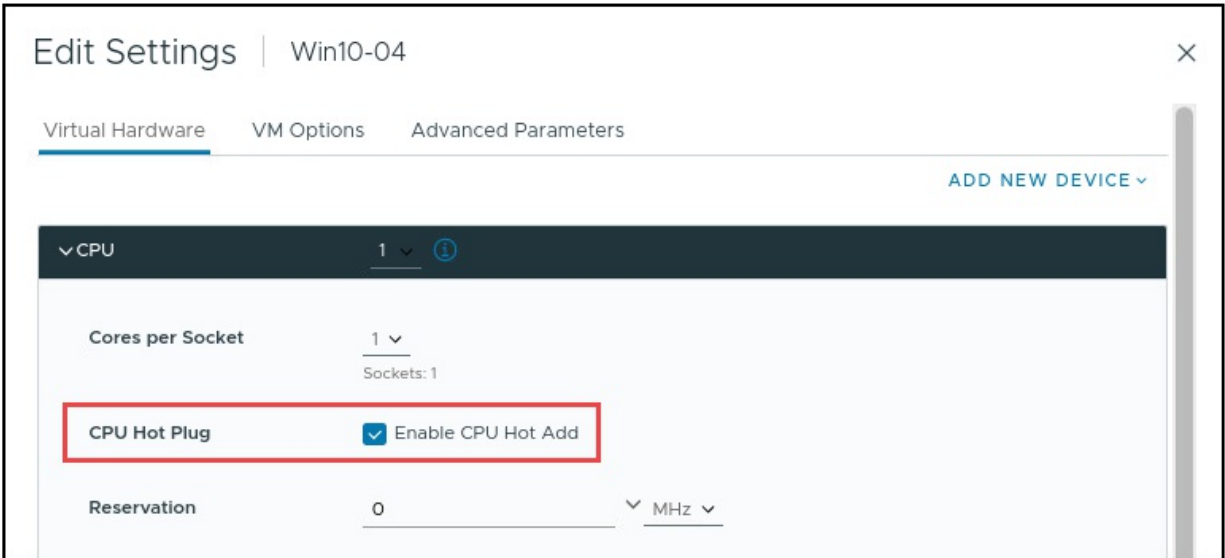 Edit Settings Win10-04
Virtual Hardware VM Options Advanced Parameters
ADD NEW DEVICE
CPU 1
Cores per Socket 1
Sockets: 1
CPU Hot Plug Enable CPU Hot Add
Reservation 0 MHz